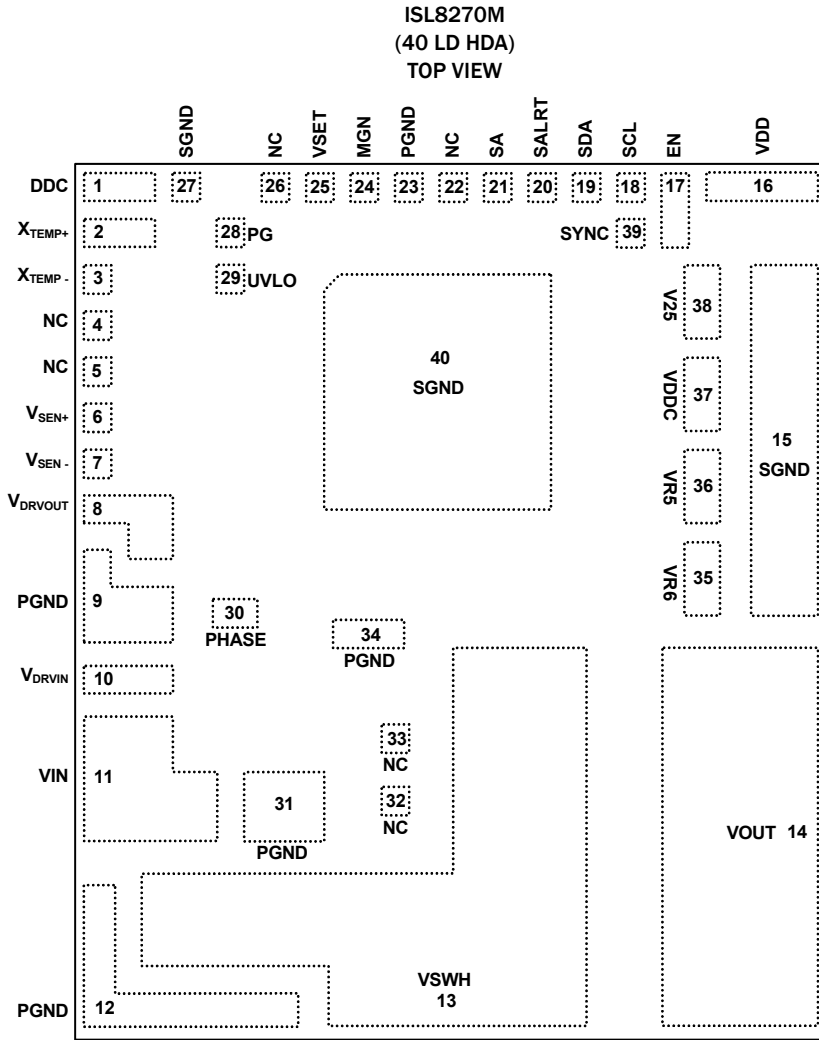 ISL8270M
(40 LD HDA)
TOP VIEW
SGND
NC
VSET
MGN
PGND
NC
SA
SALRT
SDA
SCL
EN
VDD
DDC 1 27 26 25 24 23 22 21 20 19 18 17 16
XTEMP+ 2 28 PG SYNC 39
XTEMP - 3 29 UVLO
V25 38
NC 4
40
SGND
NC 5
VDDC 37
VSEN+ 6
15
SGND
VSEN - 7
VR5 36
VDRVOUT 8
VR6 35
PGND 9
30
PHASE
34
PGND
VDRVIN 10
33
NC
VIN 11
32
NC
31
PGND
VOUT 14
VSWH
13
PGND 12